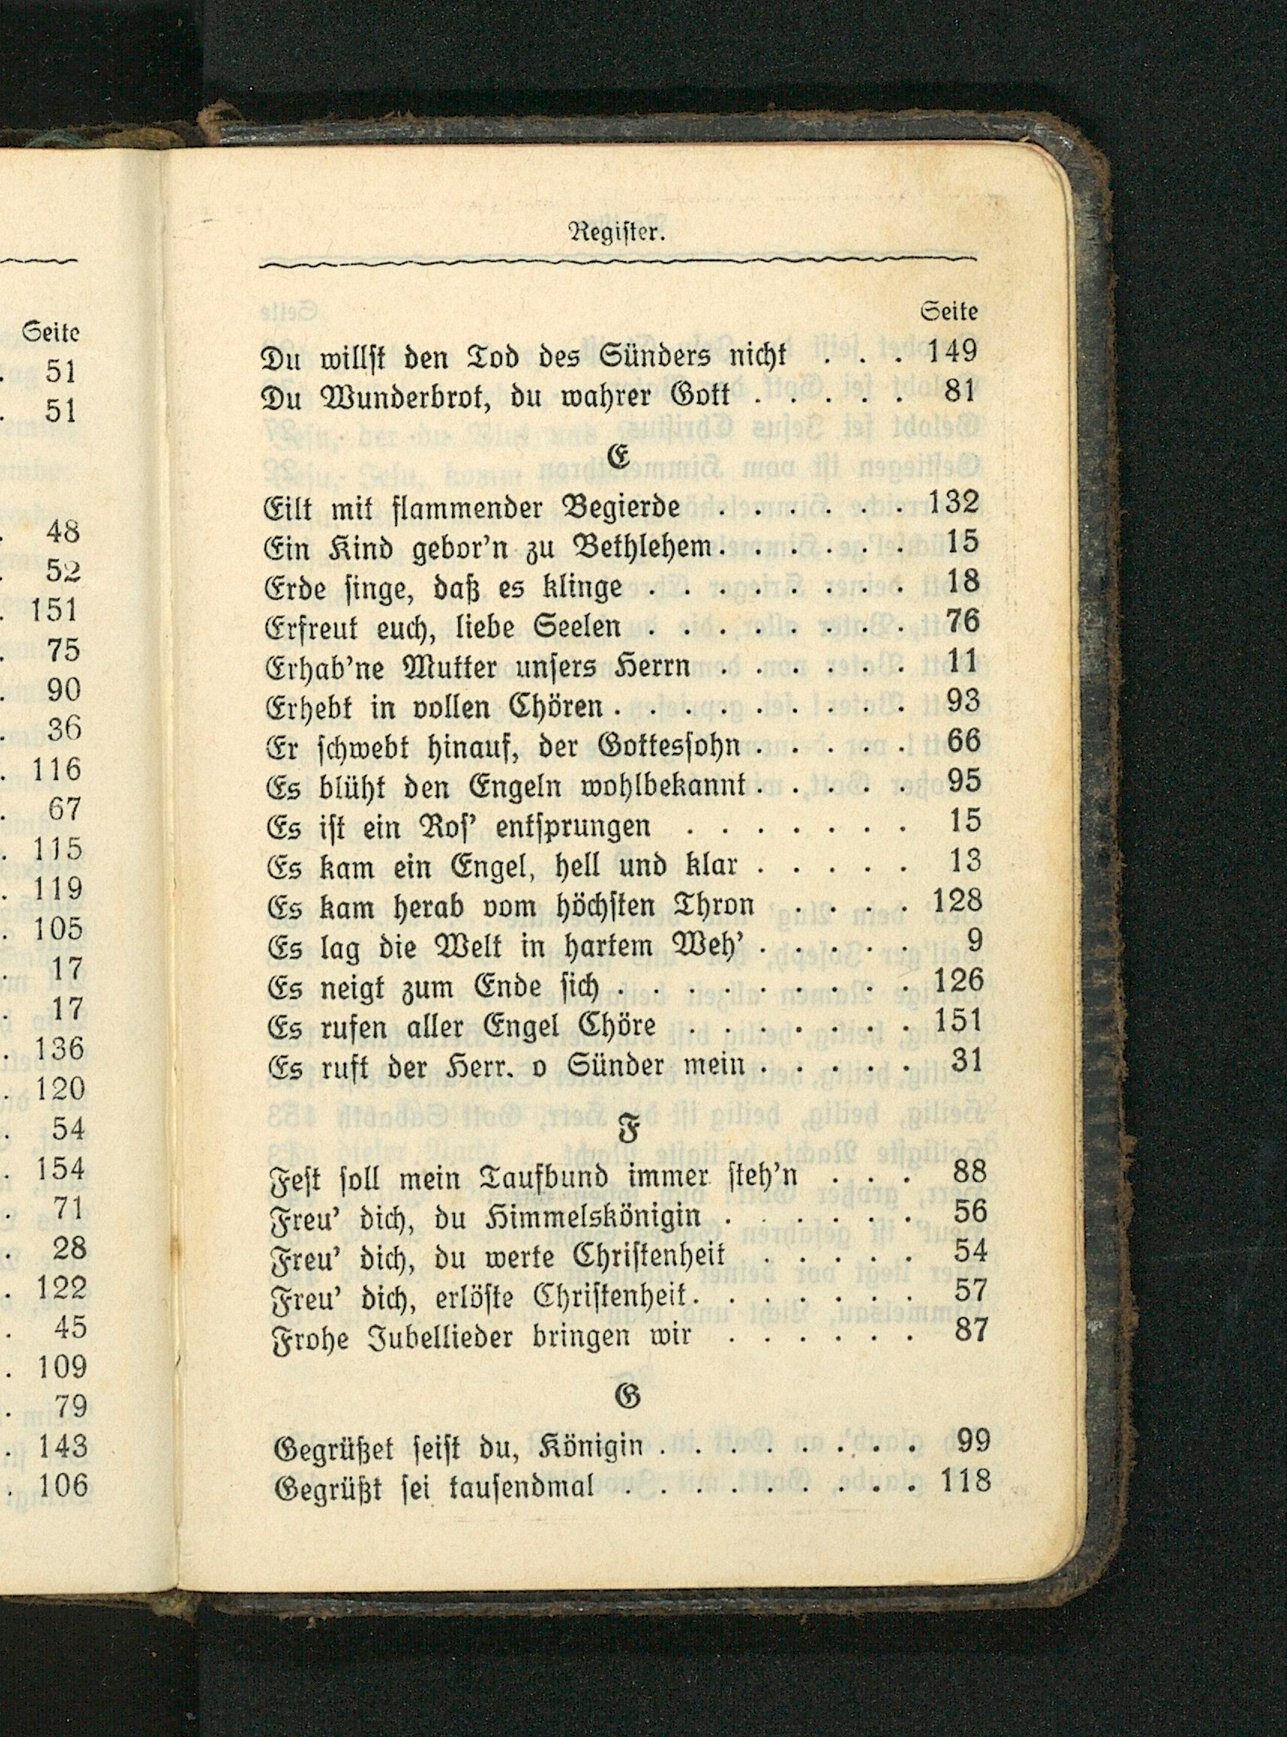 Seite
. 51
. 51
. 48
. 52
. 151
. 75
. 90
. 36
. 116
. 67
. 115
. 119
. 105
. 17
. 17
. 136
. 120
. 54
. 154
. 71
. 28
. 122
. 45
. 109
. 79
. 143
. 106
Register.
Seite
Du willst den Tod des Sünders nicht . . . 149
Du Wunderbrot, du wahrer Gott . . . . . 81
E
Eilt mit flammender Begierde . . . . . . 132
Ein Kind gebor'n zu Bethlehem . . . . . . 15
Erde singe, daß es klinge . . . . . . . . 18
Erfreut euch, liebe Seelen . . . . . . . . 76
Erhab'ne Mutter unsers Herrn . . . . . . 11
Erhebt in vollen Chören . . . . . . . . . 93
Er schwebt hinauf, der Gottessohn . . . . . 66
Es blüht den Engeln wohlbekannt . . . . . 95
Es ist ein Ros' entsprungen . . . . . . . 15
Es kam ein Engel, hell und klar . . . . . 13
Es kam herab vom höchsten Thron . . . . 128
Es lag die Welt in hartem Weh' . . . . . 9
Es neigt zum Ende sich . . . . . . . . . 126
Es rufen aller Engel Chöre . . . . . . . 151
Es ruft der Herr. o Sünder mein . . . . . 31
F
Fest soll mein Taufbund immer steh'n . . . 88
Freu' dich, du Himmelskönigin . . . . . . 56
Freu' dich, du werte Christenheit . . . . . 54
Freu' dich, erlöste Christenheit . . . . . . . 57
Frohe Jubellieder bringen wir . . . . . . 87
G
Gegrüßet seist du, Königin . . . . . . . . 99
Gegrüßt sei tausendmal . . . . . . . . . 118